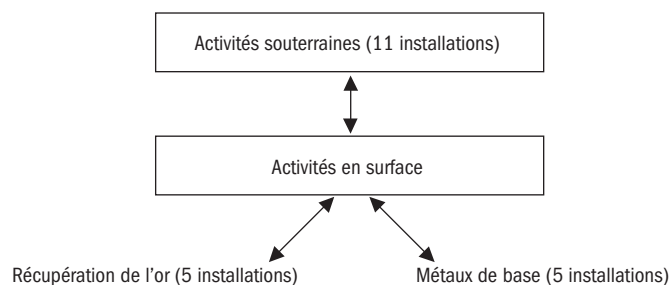 Activités souterraines (11 installations)
Activités en surface
Récupération de l'or (5 installations)
Métaux de base (5 installations)